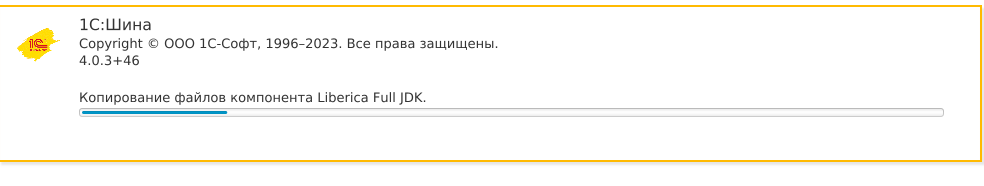 1С:Шина
Copyright © ООО 1С-Софт, 1996–2023. Все права защищены.
4.0.3+46
Копирование файлов компонента Liberica Full JDK.